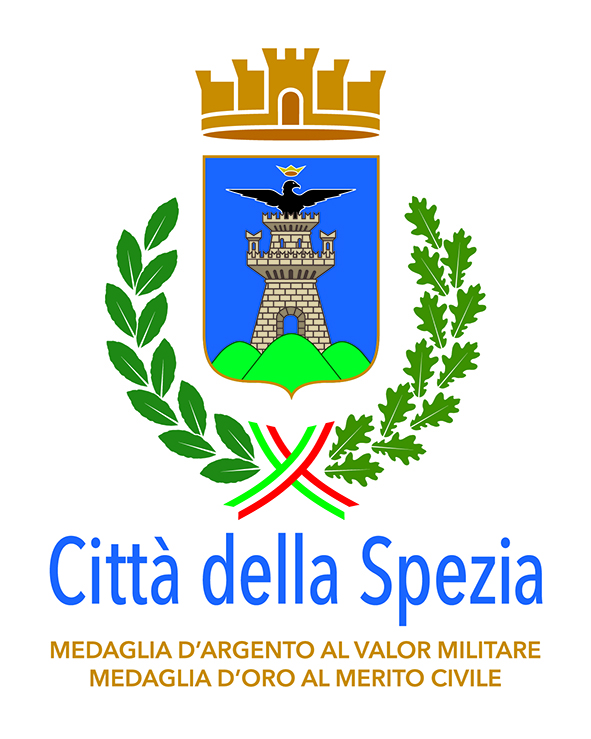 Città della Spezia
MEDAGLIA D'ARGENTO AL VALOR MILITARE
MEDAGLIA D'ORO AL MERITO CIVILE